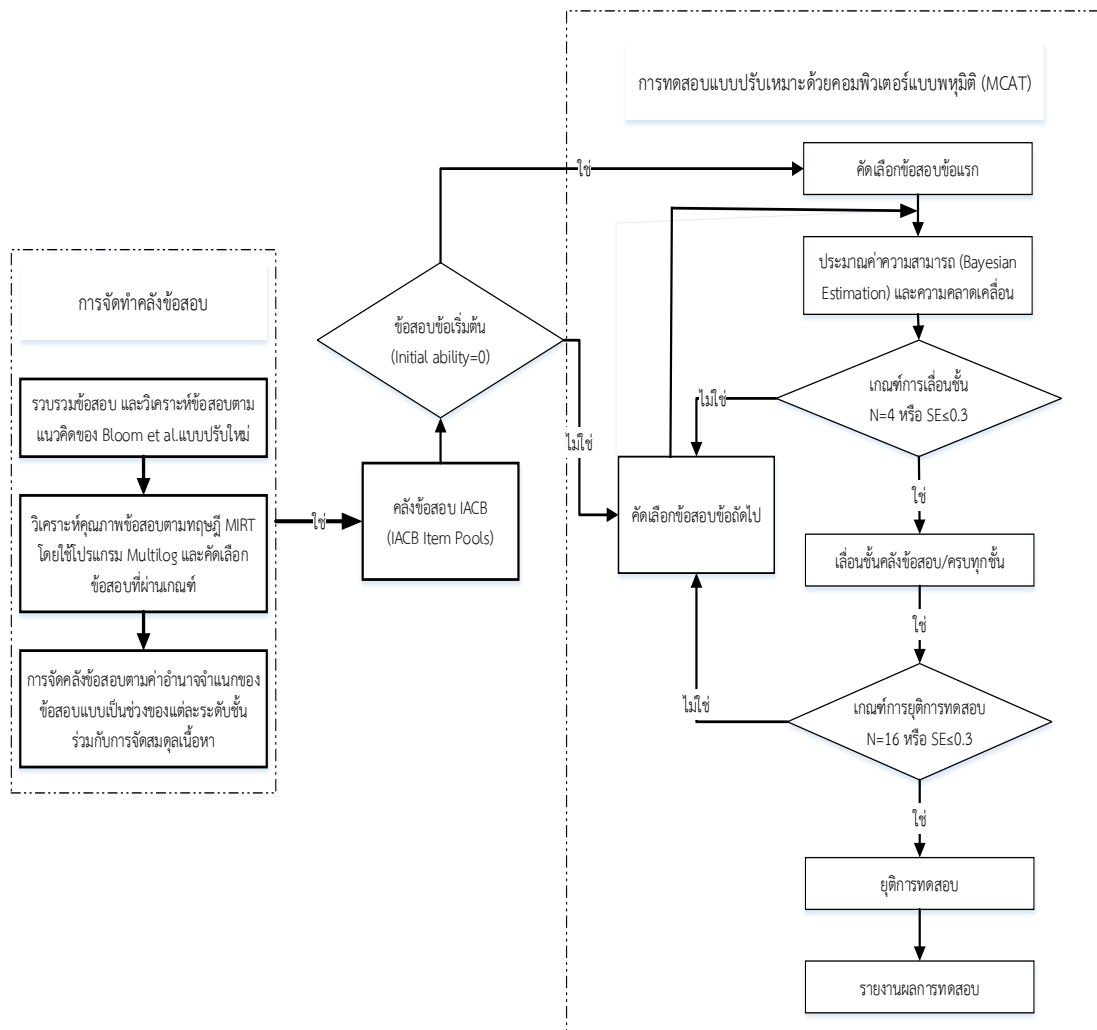 การจัดทำคลังข้อสอบ
รวบรวมข้อสอบ และวิเคราะห์ข้อสอบตาม
แนวคิดของ Bloom et al.แบบปรับใหม่
วิเคราะห์คุณภาพข้อสอบตามทฤษฎี MIRT
โดยใช้โปรแกรม Multilog และคัดเลือก
ข้อสอบที่ผ่านเกณฑ์
การจัดคลังข้อสอบตามค่าอำนาจจำแนกของ
ข้อสอบแบบเป็นช่วงของแต่ละระดับชั้น
ร่วมกับการจัดสมดุลเนื้อหา
ใช่
คลังข้อสอบ IACB
(IACB Item Pools)
ข้อสอบข้อเริ่มต้น
(Initial ability=0)
ใช่
ไม่ใช่
การทดสอบแบบปรับเหมาะด้วยคอมพิวเตอร์แบบพหุมิติ (MCAT)
คัดเลือกข้อสอบข้อแรก
ประมาณค่าความสามารถ (Bayesian
Estimation) และความคลาดเคลื่อน
เกณฑ์การเลื่อนชั้น
N=4 หรือ SE≤0.3
ไม่ใช่
คัดเลือกข้อสอบข้อถัดไป
ใช่
เลื่อนชั้นคลังข้อสอบ/ครบทุกชั้น
ใช่
เกณฑ์การยุติการทดสอบ
N=16 หรือ SE≤0.3
ไม่ใช่
ใช่
ยุติการทดสอบ
รายงานผลการทดสอบ